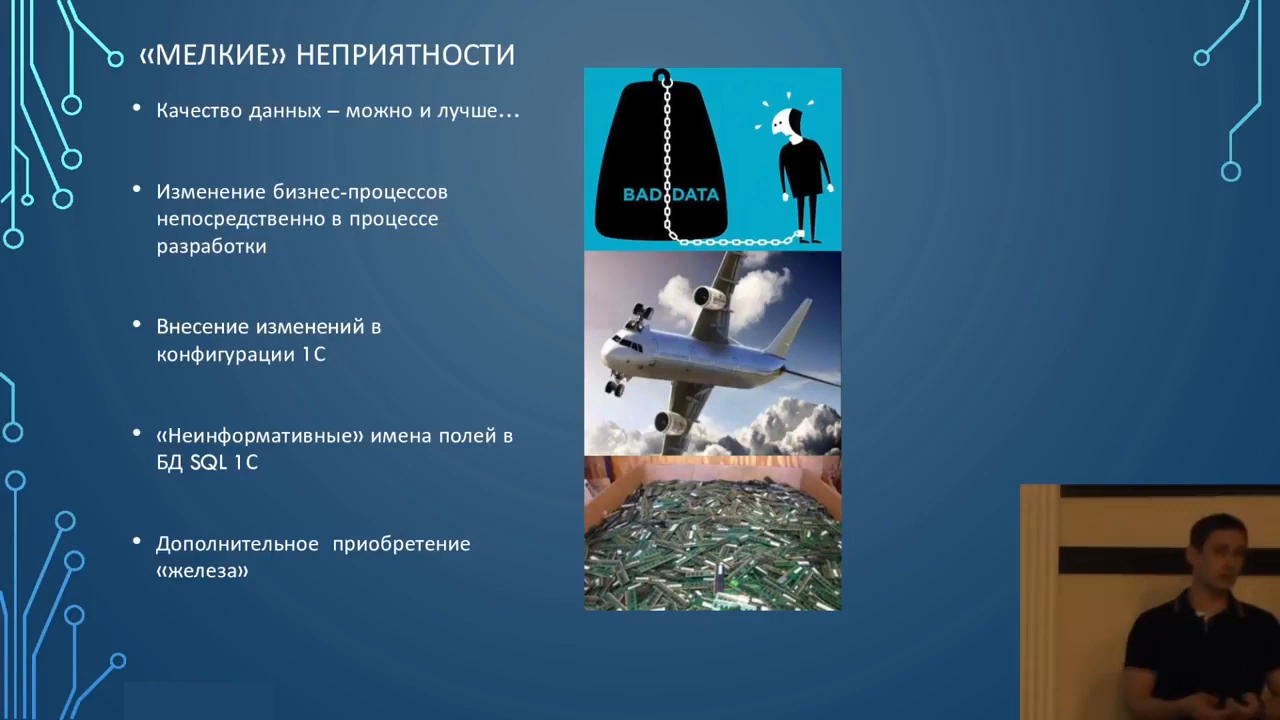 «МЕЛКИЕ» НЕПРИЯТНОСТИ
• Качество данных – можно и лучше...
• Изменение бизнес-процессов
непосредственно в процессе
разработки
• Внесение изменений в
конфигурации 1С
• «Неинформативные» имена полей в
БД SQL 1С
• Дополнительное приобретение
«железа»
BAD DATA